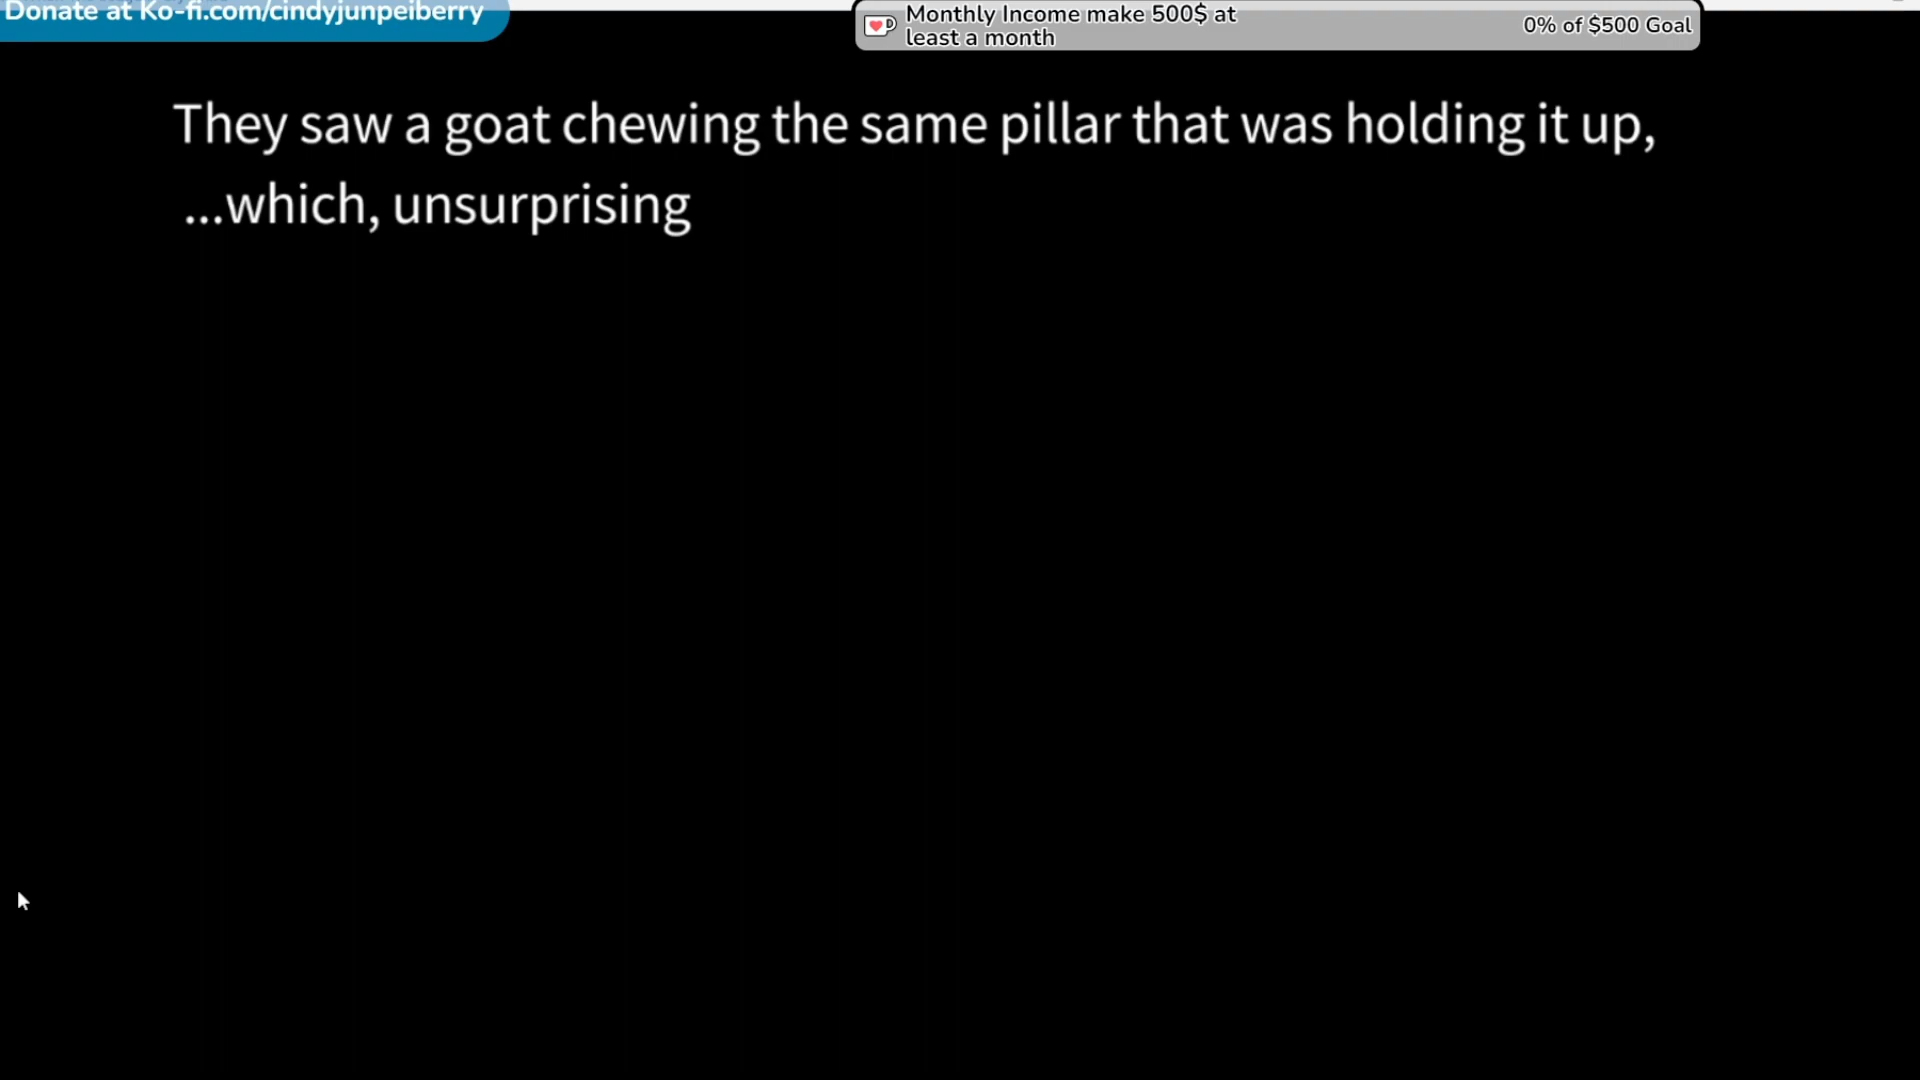 Donate at Ko-fi.com/cindyjunpeiberry
Monthly Income make 500$ at
least a month
0% of $500 Goal
They saw a goat chewing the same pillar that was holding it up,
...which, unsurprising